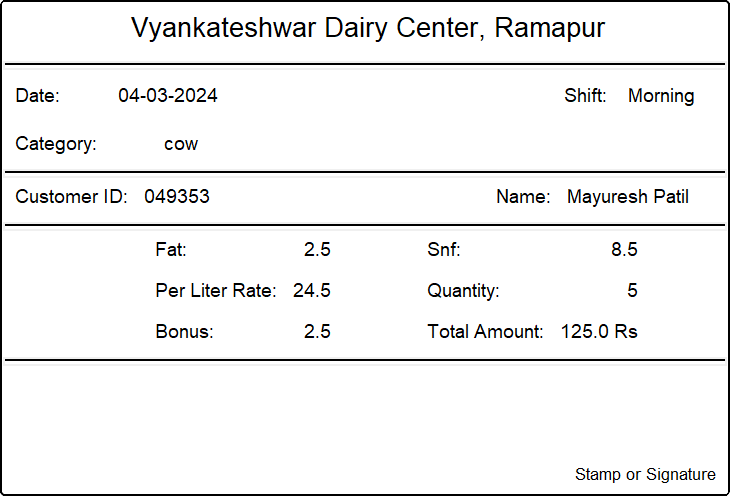 Vyankateshwar Dairy Center, Ramapur
Date: 04-03-2024 Shift: Morning
Category: cow
Customer ID: 049353 Name: Mayuresh Patil
Fat: 2.5 Snf: 8.5
Per Liter Rate: 24.5 Quantity: 5
Bonus: 2.5 Total Amount: 125.0 Rs
Stamp or Signature